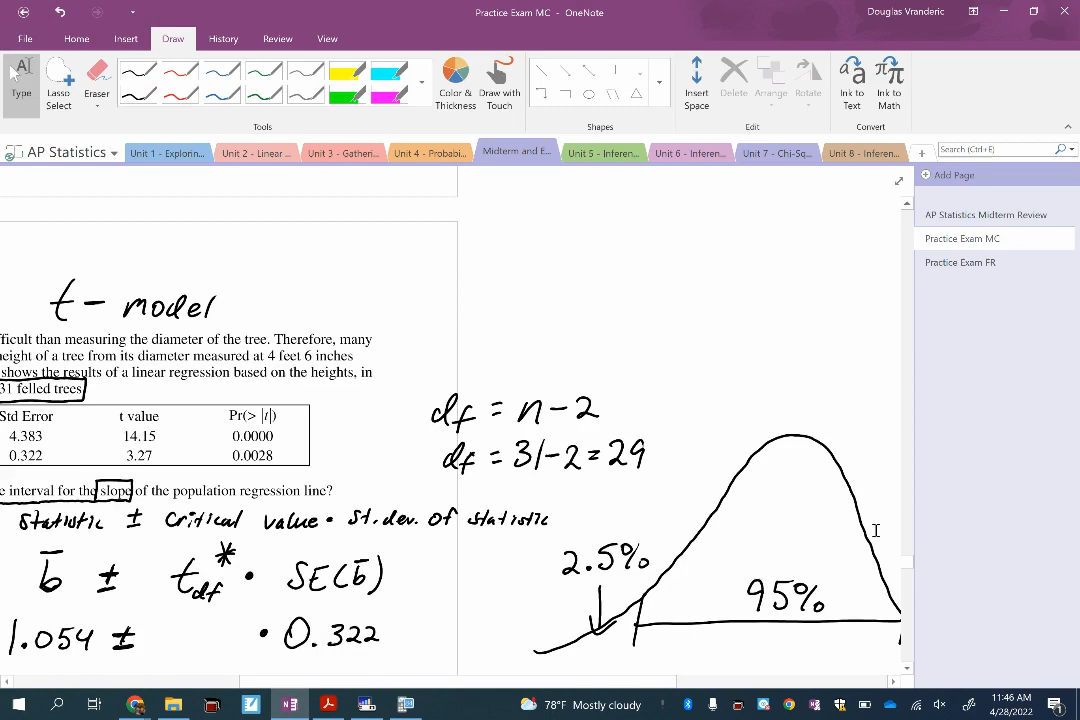 Practice Exam MC - OneNote
Douglas Vranderic
File Home Insert Draw History Review View
Type
Lasso Select
Eraser
Color & Thickness
Draw with Touch
Insert Space
Delete
Arrange
Rotate
Ink to Text
Ink to Math
Tools
Shapes
Edit
Convert
AP Statistics
Unit 1 - Explorin...
Unit 2 - Linear ...
Unit 3 - Gatheri...
Unit 4 - Probabi...
Midterm and E...
Unit 5 - Inferen...
Unit 6 - Inferen...
Unit 7 - Chi-Sq...
Unit 8 - Inferen...
Search (Ctrl+E)
Add Page
AP Statistics Midterm Review
Practice Exam MC
Practice Exam FR
t - model
fficult than measuring the diameter of the tree. Therefore, many
height of a tree from its diameter measured at 4 feet 6 inches
shows the results of a linear regression based on the heights, in
31 felled trees
Std Error t value Pr(> |t|)
4.383 14.15 0.0000
0.322 3.27 0.0028
e interval for the slope of the population regression line?
statistic ± critical value • st. dev. of statistic
b̄ ± t*df • SE(b̄)
1.054 ± • 0.322
df = n - 2
df = 31 - 2 = 29
2.5%
95%
78°F Mostly cloudy
11:46 AM
4/28/2022